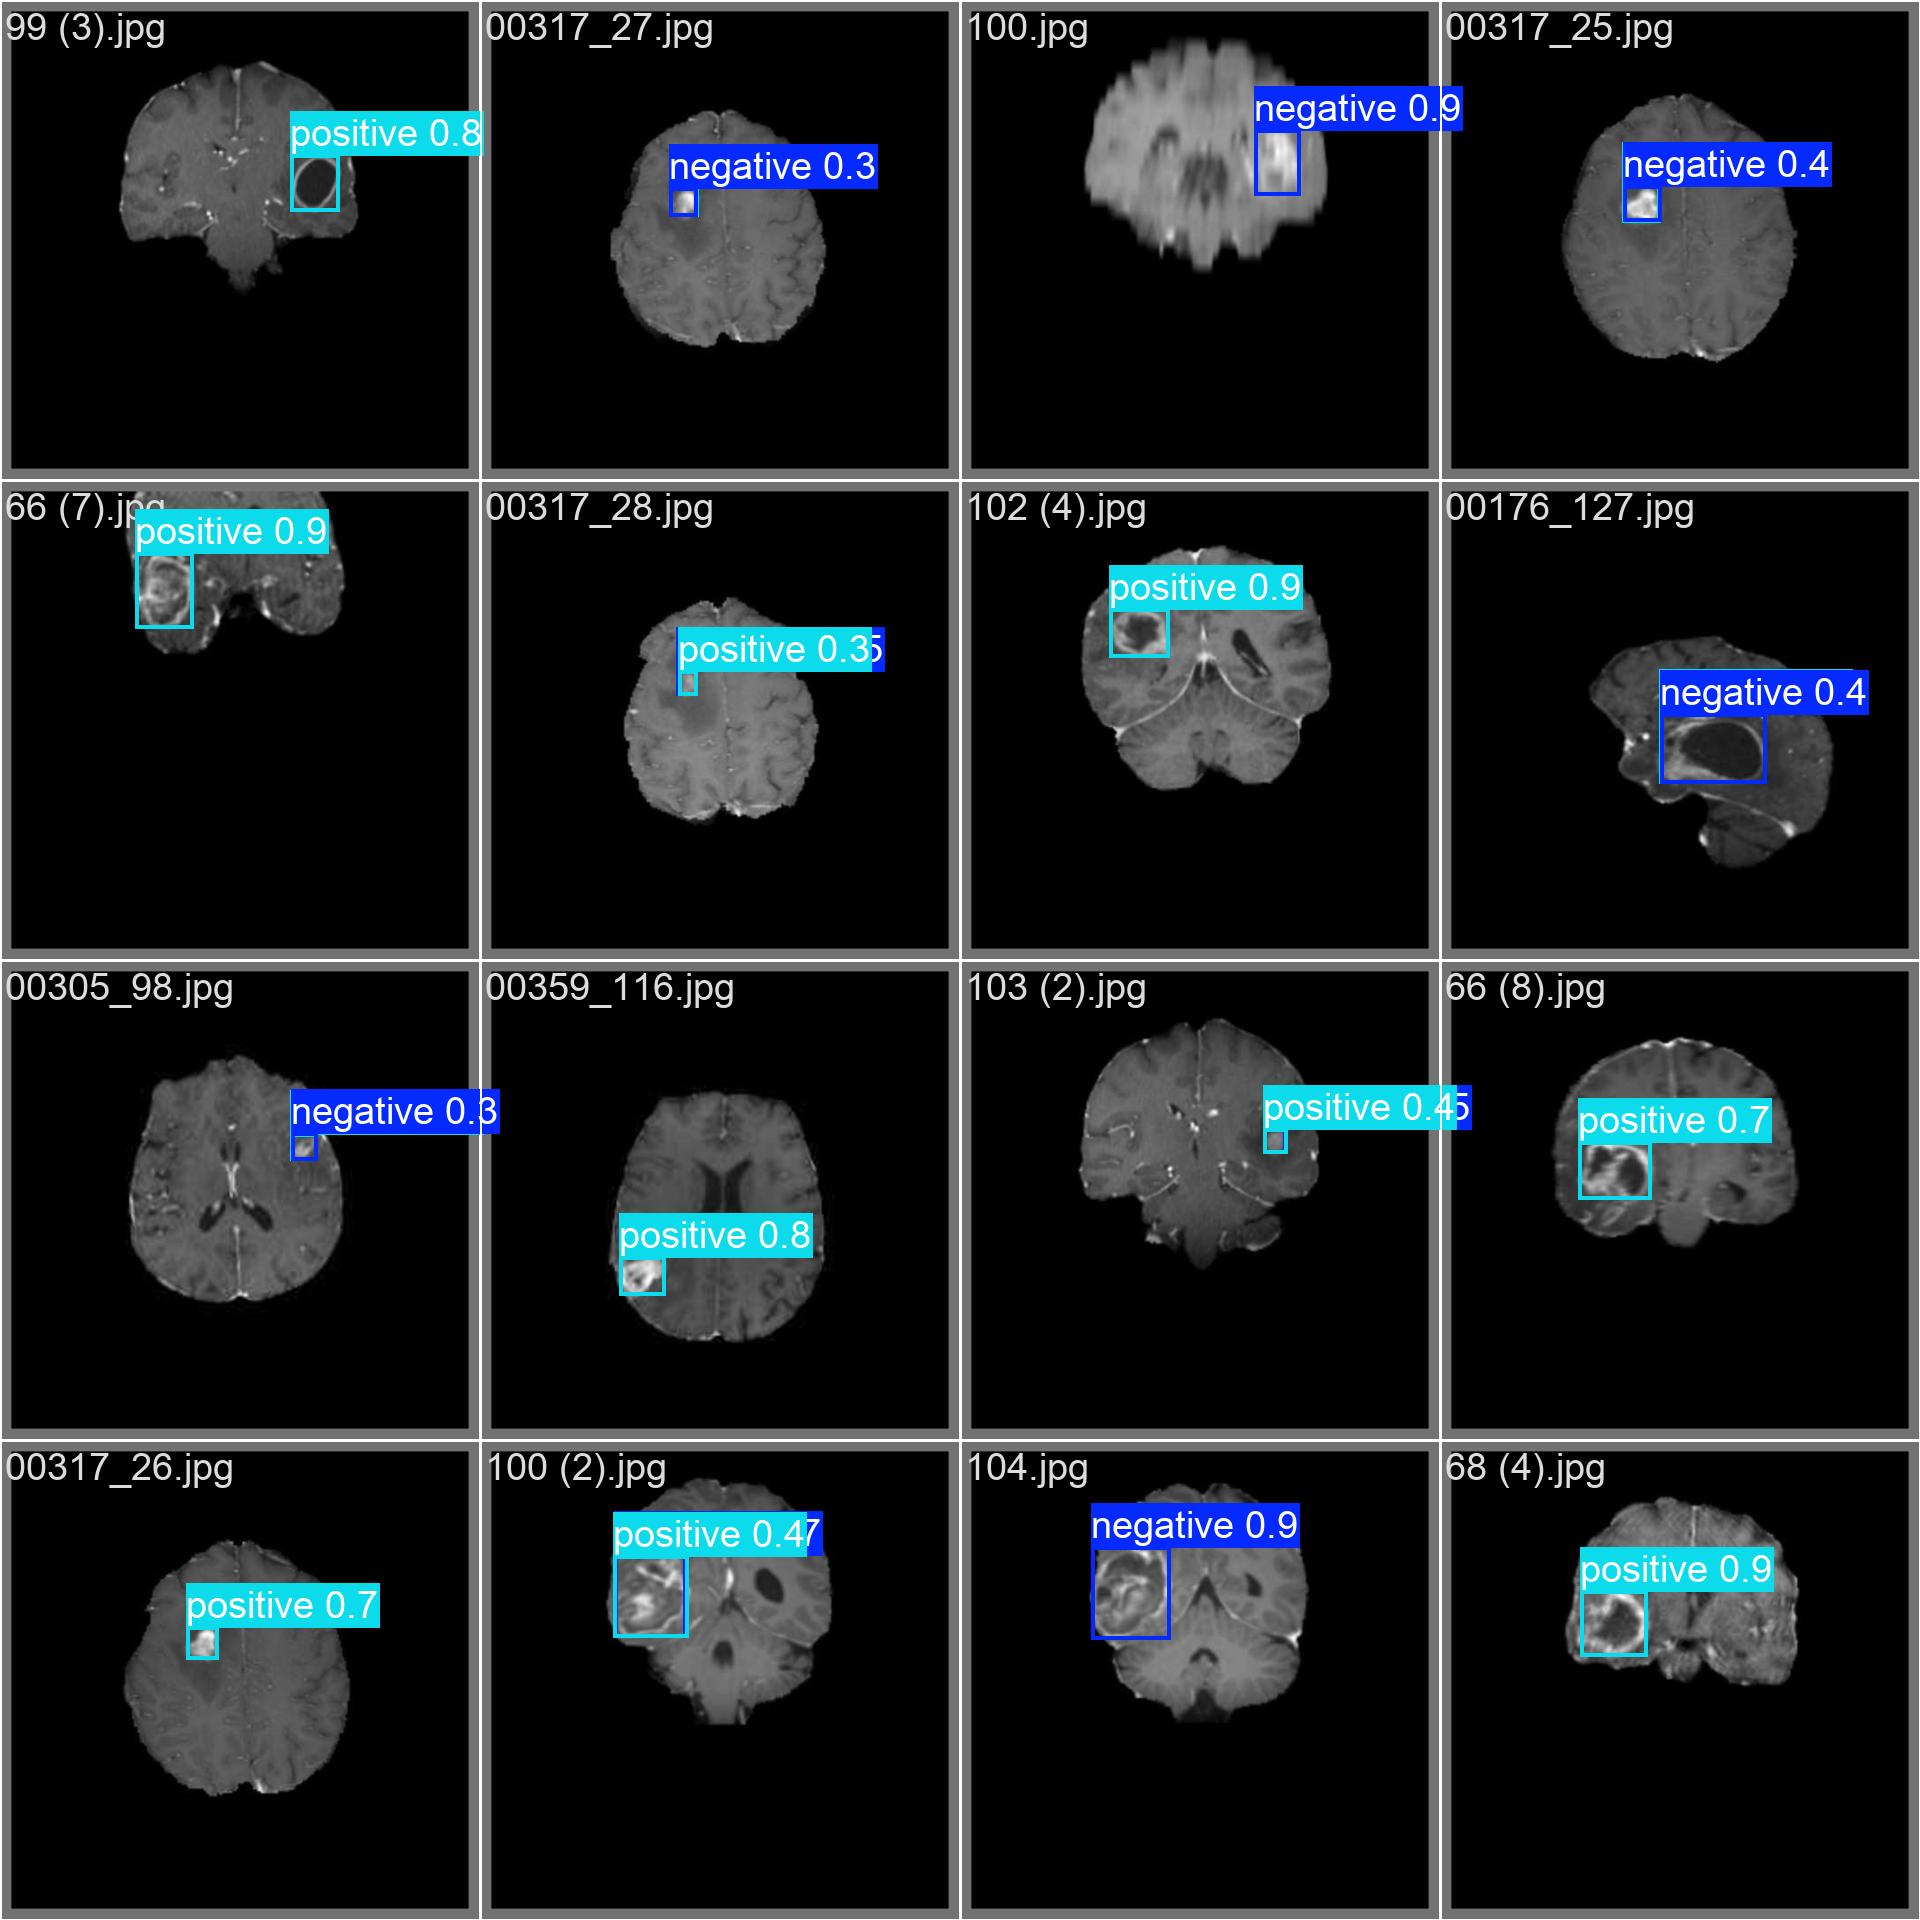 99 (3).jpg
positive 0.8
00317_27.jpg
negative 0.3
100.jpg
negative 0.9
00317_25.jpg
negative 0.4
66 (7).jpg
positive 0.9
00317_28.jpg
positive 0.35
102 (4).jpg
positive 0.9
00176_127.jpg
negative 0.4
00305_98.jpg
negative 0.3
00359_116.jpg
positive 0.8
103 (2).jpg
positive 0.45
66 (8).jpg
positive 0.7
00317_26.jpg
positive 0.7
100 (2).jpg
positive 0.47
104.jpg
negative 0.9
68 (4).jpg
positive 0.9